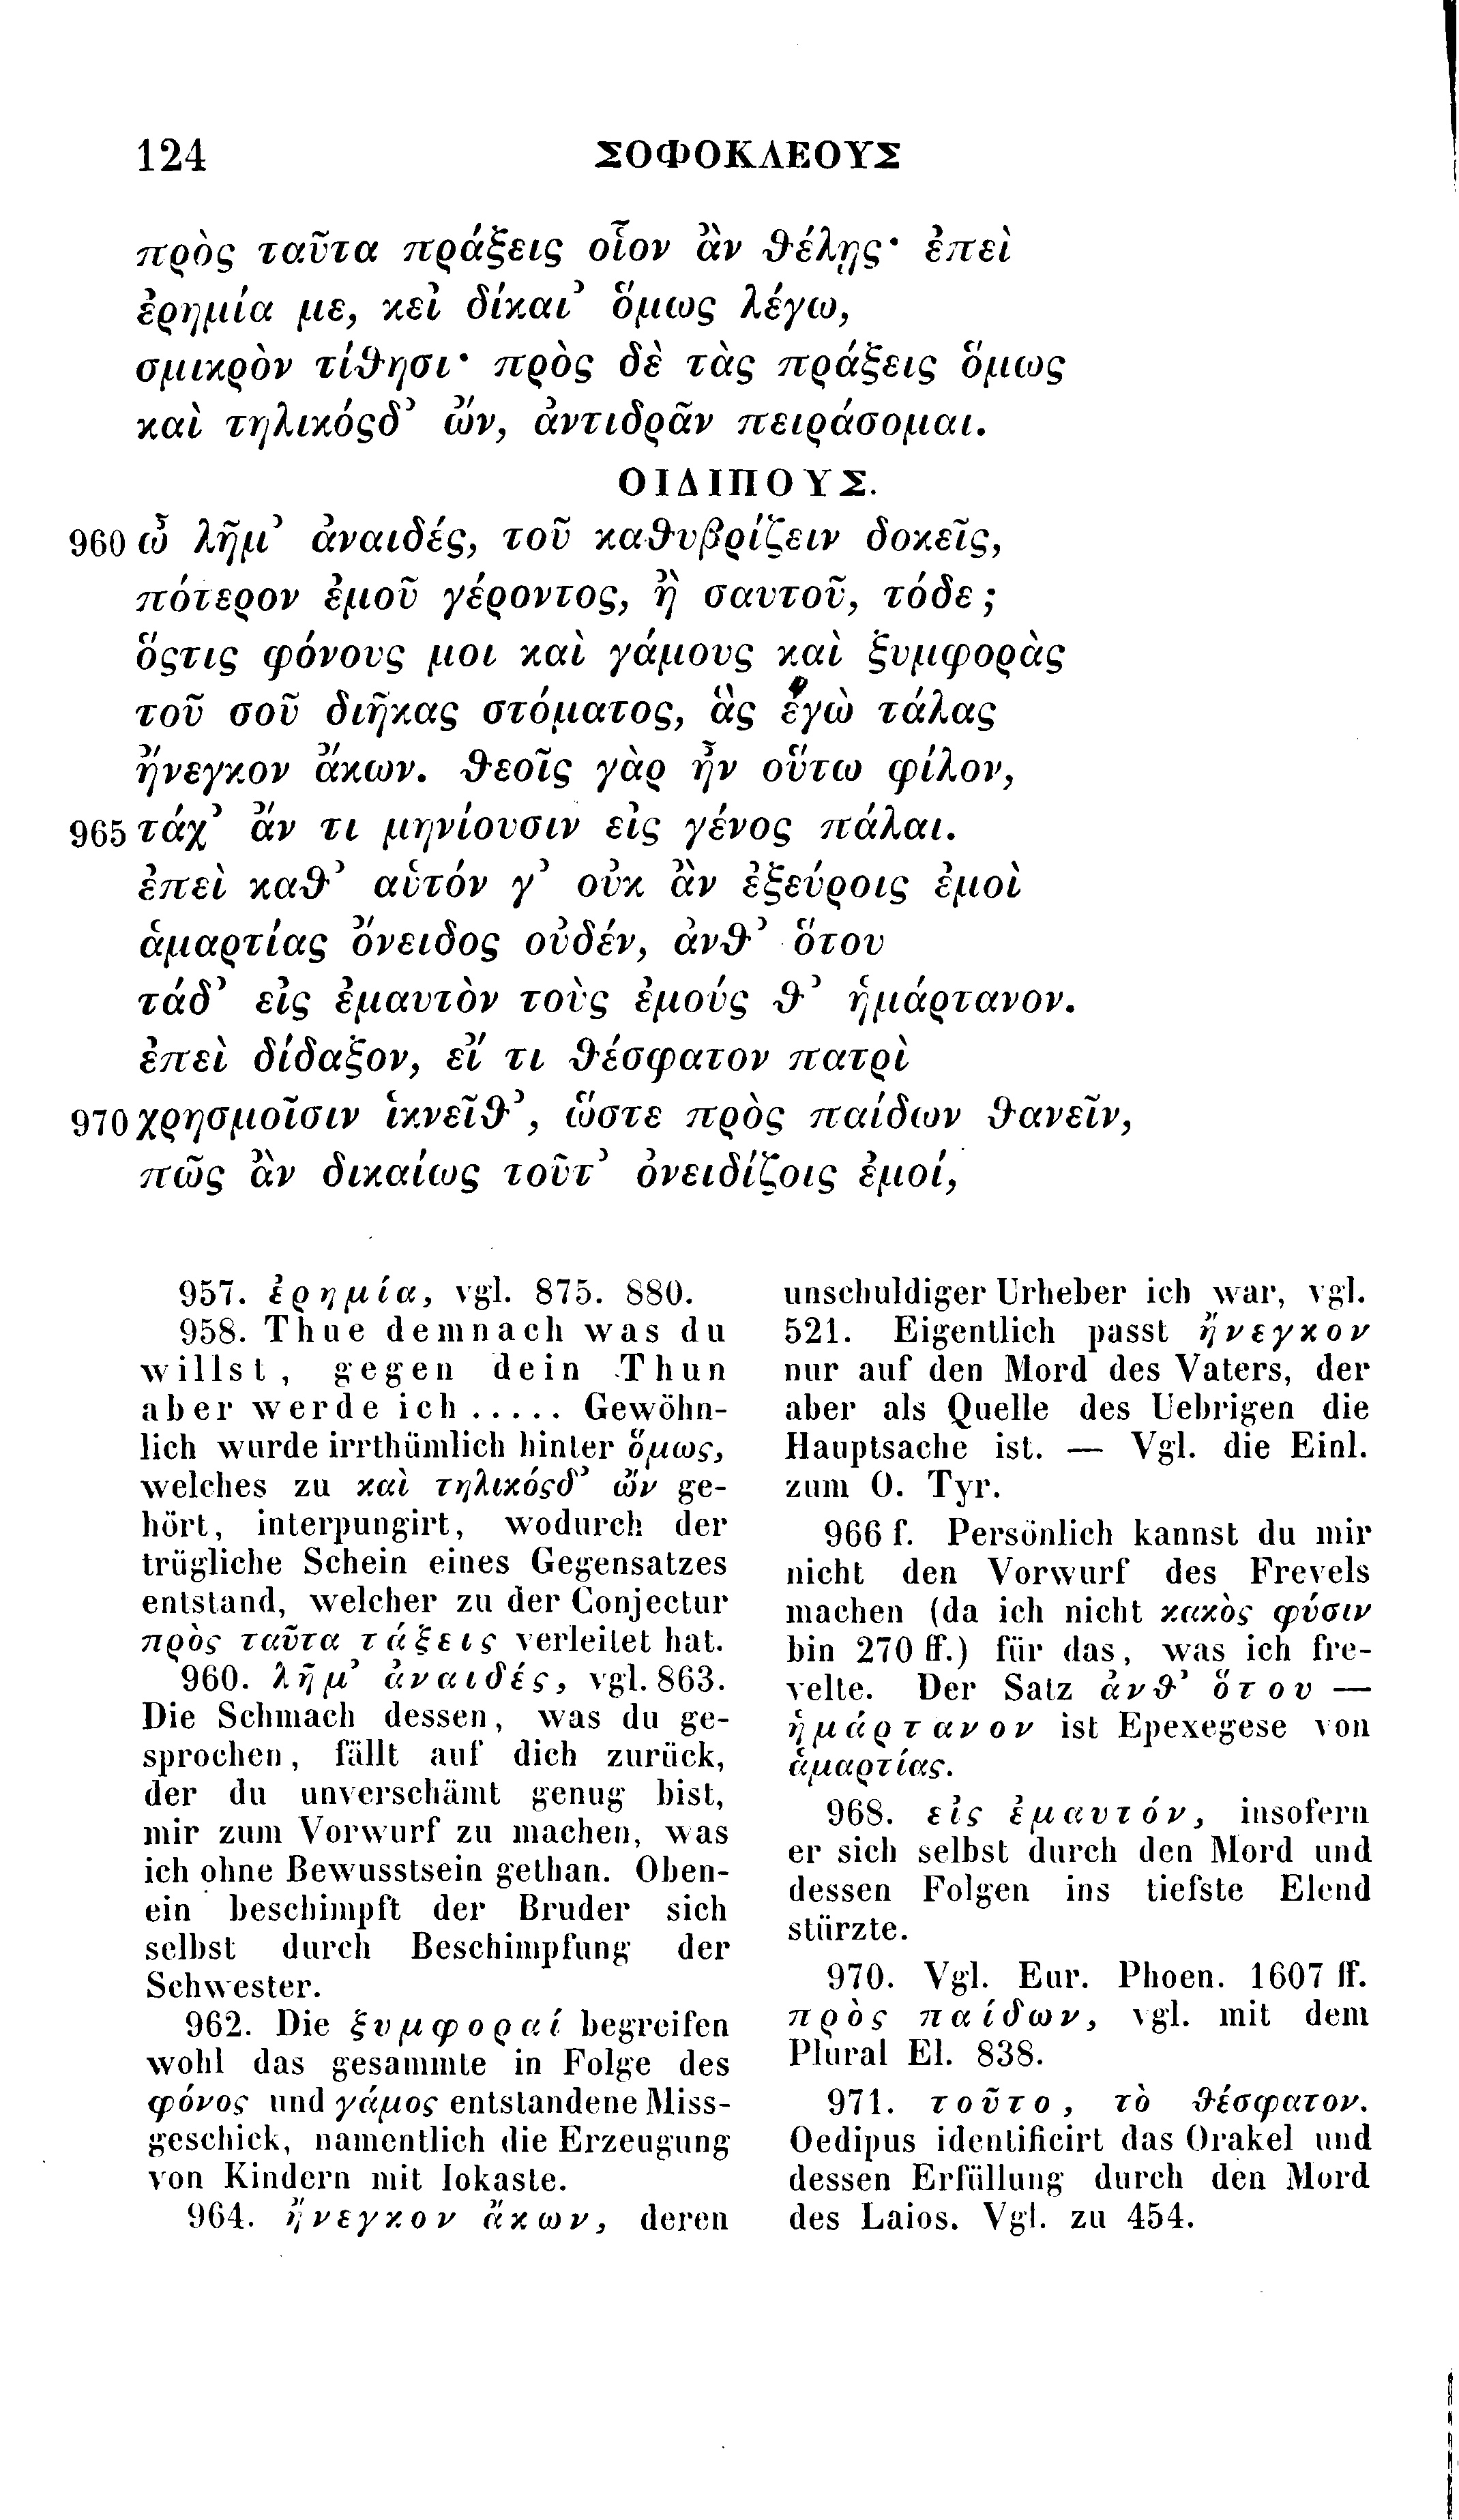 124 ΣΟΦΟΚΛΕΟΥΣ
πρὸς ταῦτα πράξεις οἷον ἂν θέλῃς· ἐπεὶ
ἐρημία με, κεἰ δίκαι’ ὅμως λέγω,
σμικρὸν τίθησι· πρὸς δὲ τὰς πράξεις ὅμως
καὶ τηλικόςδ’ ὤν, ἀντιδρᾶν πειράσομαι.
ΟΙΔΙΠΟΥΣ.
960 ὦ λῆμ’ ἀναιδές, τοῦ καθυβρίζειν δοκεῖς,
πότερον ἐμοῦ γέροντος, ἢ σαυτοῦ, τόδε;
ὅςτις φόνους μοι καὶ γάμους καὶ ξυμφορὰς
τοῦ σοῦ διῆκας στόματος, ἃς ἐγὼ τάλας
ἤνεγκον ἄκων. θεοῖς γὰρ ἦν οὕτω φίλον,
965 τάχ’ ἄν τι μηνίουσιν εἰς γένος πάλαι.
ἐπεὶ καθ’ αὑτόν γ’ οὐκ ἂν ἐξεύροις ἐμοὶ
ἁμαρτίας ὄνειδος οὐδέν, ἀνθ’ ὅτου
τάδ’ εἰς ἐμαυτὸν τοὺς ἐμούς θ’ ἡμάρτανον.
ἐπεὶ δίδαξον, εἴ τι θέσφατον πατρὶ
970 χρησμοῖσιν ἱκνεῖθ’, ὥστε πρὸς παίδων θανεῖν,
πῶς ἂν δικαίως τοῦτ’ ὀνειδίζοις ἐμοί,
957. ἐρημία, vgl. 875. 880.
958. Thue demnach was du
willst, gegen dein Thun
aber werde ich ..... Gewöhn-
lich wurde irrthümlich hinter ὅμως,
welches zu καὶ τηλικόςδ’ ὤν ge-
hört, interpungirt, wodurch der
trügliche Schein eines Gegensatzes
entstand, welcher zu der Conjectur
πρὸς ταῦτα τάξεις verleitet hat.
960. λῆμ’ ἀναιδές, vgl. 863.
Die Schmach dessen, was du ge-
sprochen, fällt auf dich zurück,
der du unverschämt genug bist,
mir zum Vorwurf zu machen, was
ich ohne Bewusstsein gethan. Oben-
ein beschimpft der Bruder sich
selbst durch Beschimpfung der
Schwester.
962. Die ξυμφοραί begreifen
wohl das gesammte in Folge des
φόνος und γάμος entstandene Miss-
geschick, namentlich die Erzeugung
von Kindern mit Iokaste.
964. ἤνεγκον ἄκων, deren
unschuldiger Urheber ich war, vgl.
521. Eigentlich passt ἤνεγκον
nur auf den Mord des Vaters, der
aber als Quelle des Uebrigen die
Hauptsache ist. — Vgl. die Einl.
zum O. Tyr.
966 f. Persönlich kannst du mir
nicht den Vorwurf des Frevels
machen (da ich nicht κακὸς φύσιν
bin 270 ff.) für das, was ich fre-
velte. Der Satz ἀνθ’ ὅτου —
ἡμάρτανον ist Epexegese von
ἁμαρτίας.
968. εἰς ἐμαυτόν, insofern
er sich selbst durch den Mord und
dessen Folgen ins tiefste Elend
stürzte.
970. Vgl. Eur. Phoen. 1607 ff.
πρὸς παίδων, vgl. mit dem
Plural El. 838.
971. τοῦτο, τὸ θέσφατον.
Oedipus identificirt das Orakel und
dessen Erfüllung durch den Mord
des Laios. Vgl. zu 454.